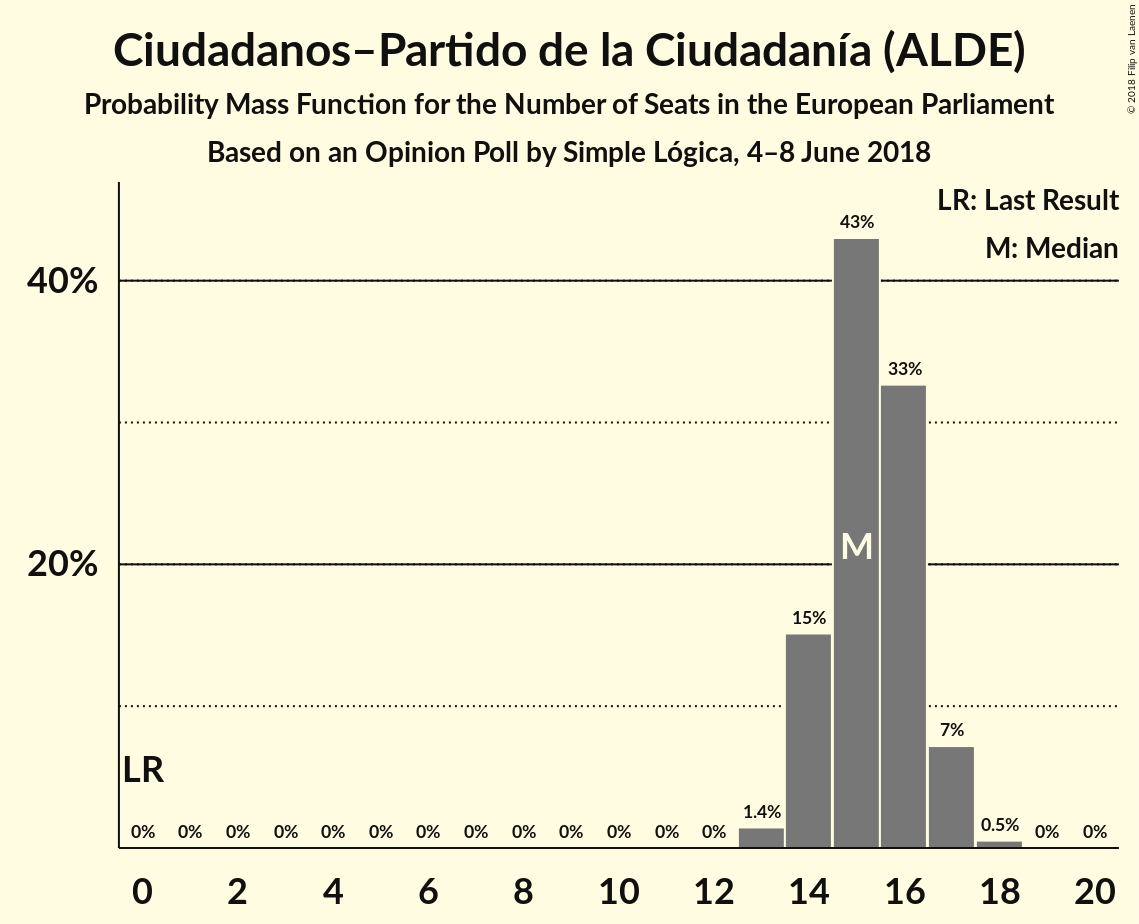 Ciudadanos–Partido de la Ciudadanía (ALDE)
Probability Mass Function for the Number of Seats in the European Parliament
Based on an Opinion Poll by Simple Lógica, 4–8 June 2018
© 2018 Filip van Laenen
LR: Last Result
M: Median
43%
40%
33%
M
20%
15%
7%
LR
0% 0% 0% 0% 0% 0% 0% 0% 0% 0% 0% 0% 0% 1.4% 0.5% 0% 0%
0 2 4 6 8 10 12 14 16 18 20